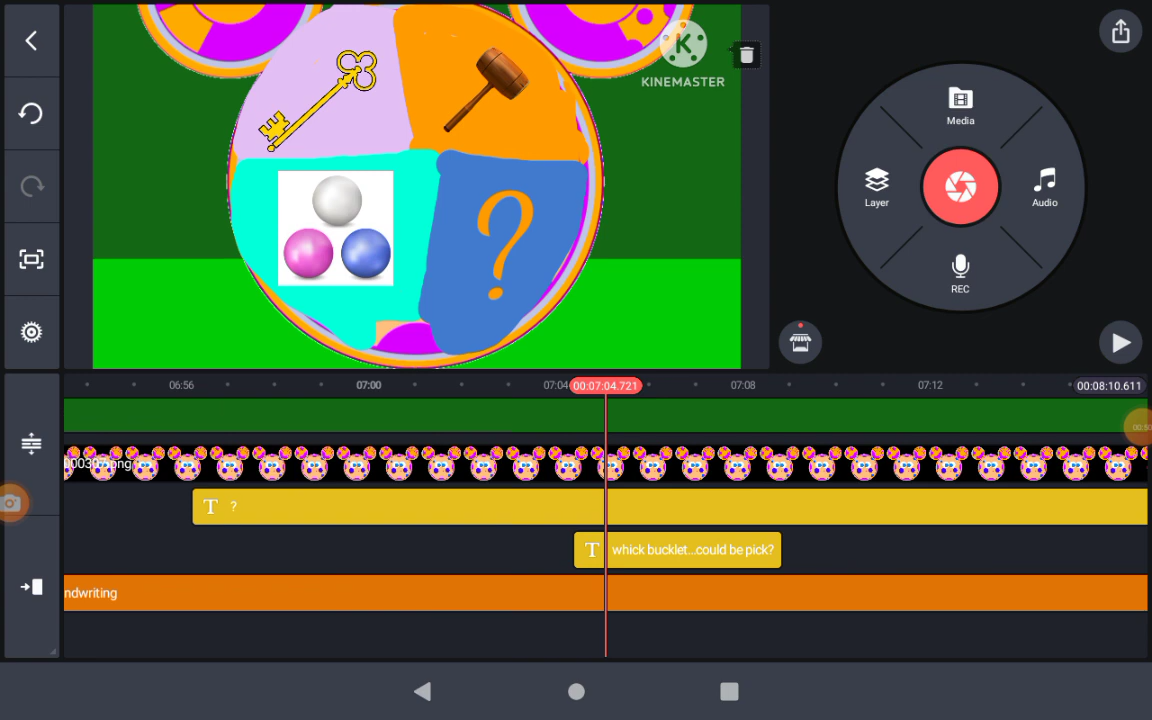 K
KINEMASTER
?
Media
Layer
Audio
REC
06:56
07:00
07:04
00:07:04.721
07:08
07:12
00:08:10.611
T ?
T whick bucklet...could be pick?
ndwriting